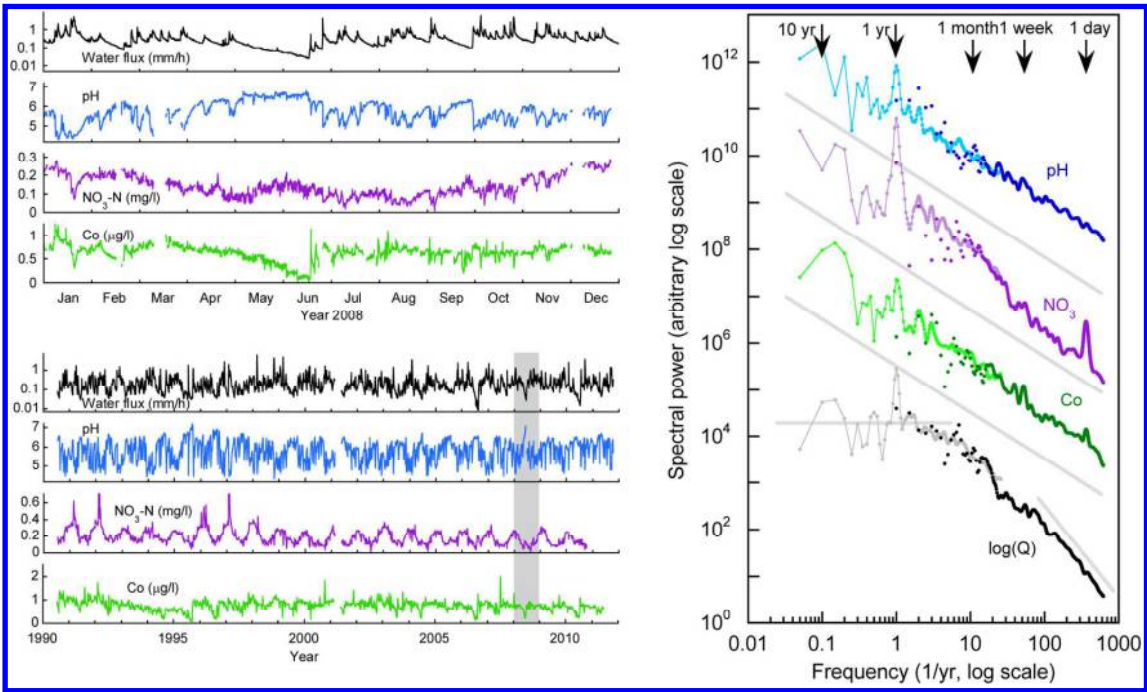 1
0.1
0.01
Water flux (mm/h)
7
6
5
pH
0.3
0.2
0.1
0
NO3-N (mg/l)
1
0.5
0
Co (μg/l)
Jan Feb Mar Apr May Jun Jul Aug Sep Oct Nov Dec
Year 2008
1
0.1
0.01
Water flux (mm/h)
7
6
5
pH
0.6
0.4
0.2
0
NO3-N (mg/l)
2
1
0
Co (μg/l)
1990 1995 2000 2005 2010
Year
10 yr 1 yr 1 month 1 week 1 day
Spectral power (arbitrary log scale)
10^12
10^10
10^8
10^6
10^4
10^2
10^0
pH
NO3
Co
log(Q)
0.01 0.1 1 10 100 1000
Frequency (1/yr, log scale)